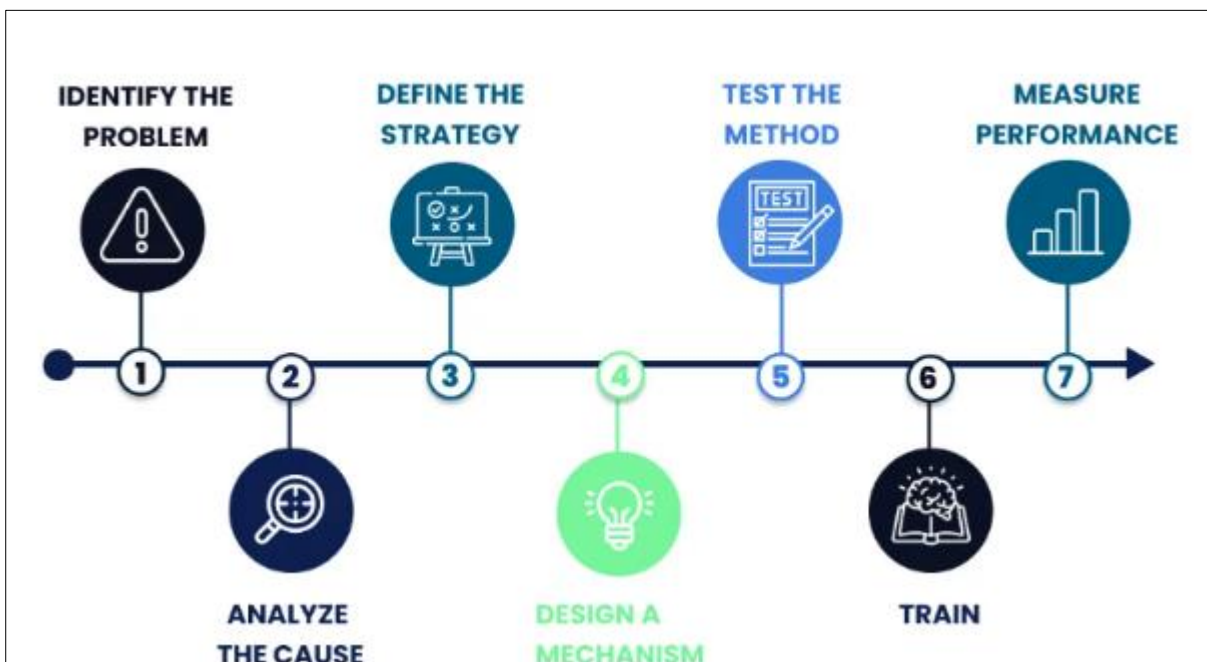 IDENTIFY THE
PROBLEM
DEFINE THE
STRATEGY
TEST THE
METHOD
MEASURE
PERFORMANCE
TEST
1
2
3
4
5
6
7
ANALYZE
THE CAUSE
DESIGN A
MECHANISM
TRAIN